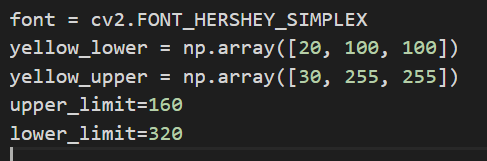 font = cv2.FONT_HERSHEY_SIMPLEX
yellow_lower = np.array([20, 100, 100])
yellow_upper = np.array([30, 255, 255])
upper_limit=160
lower_limit=320